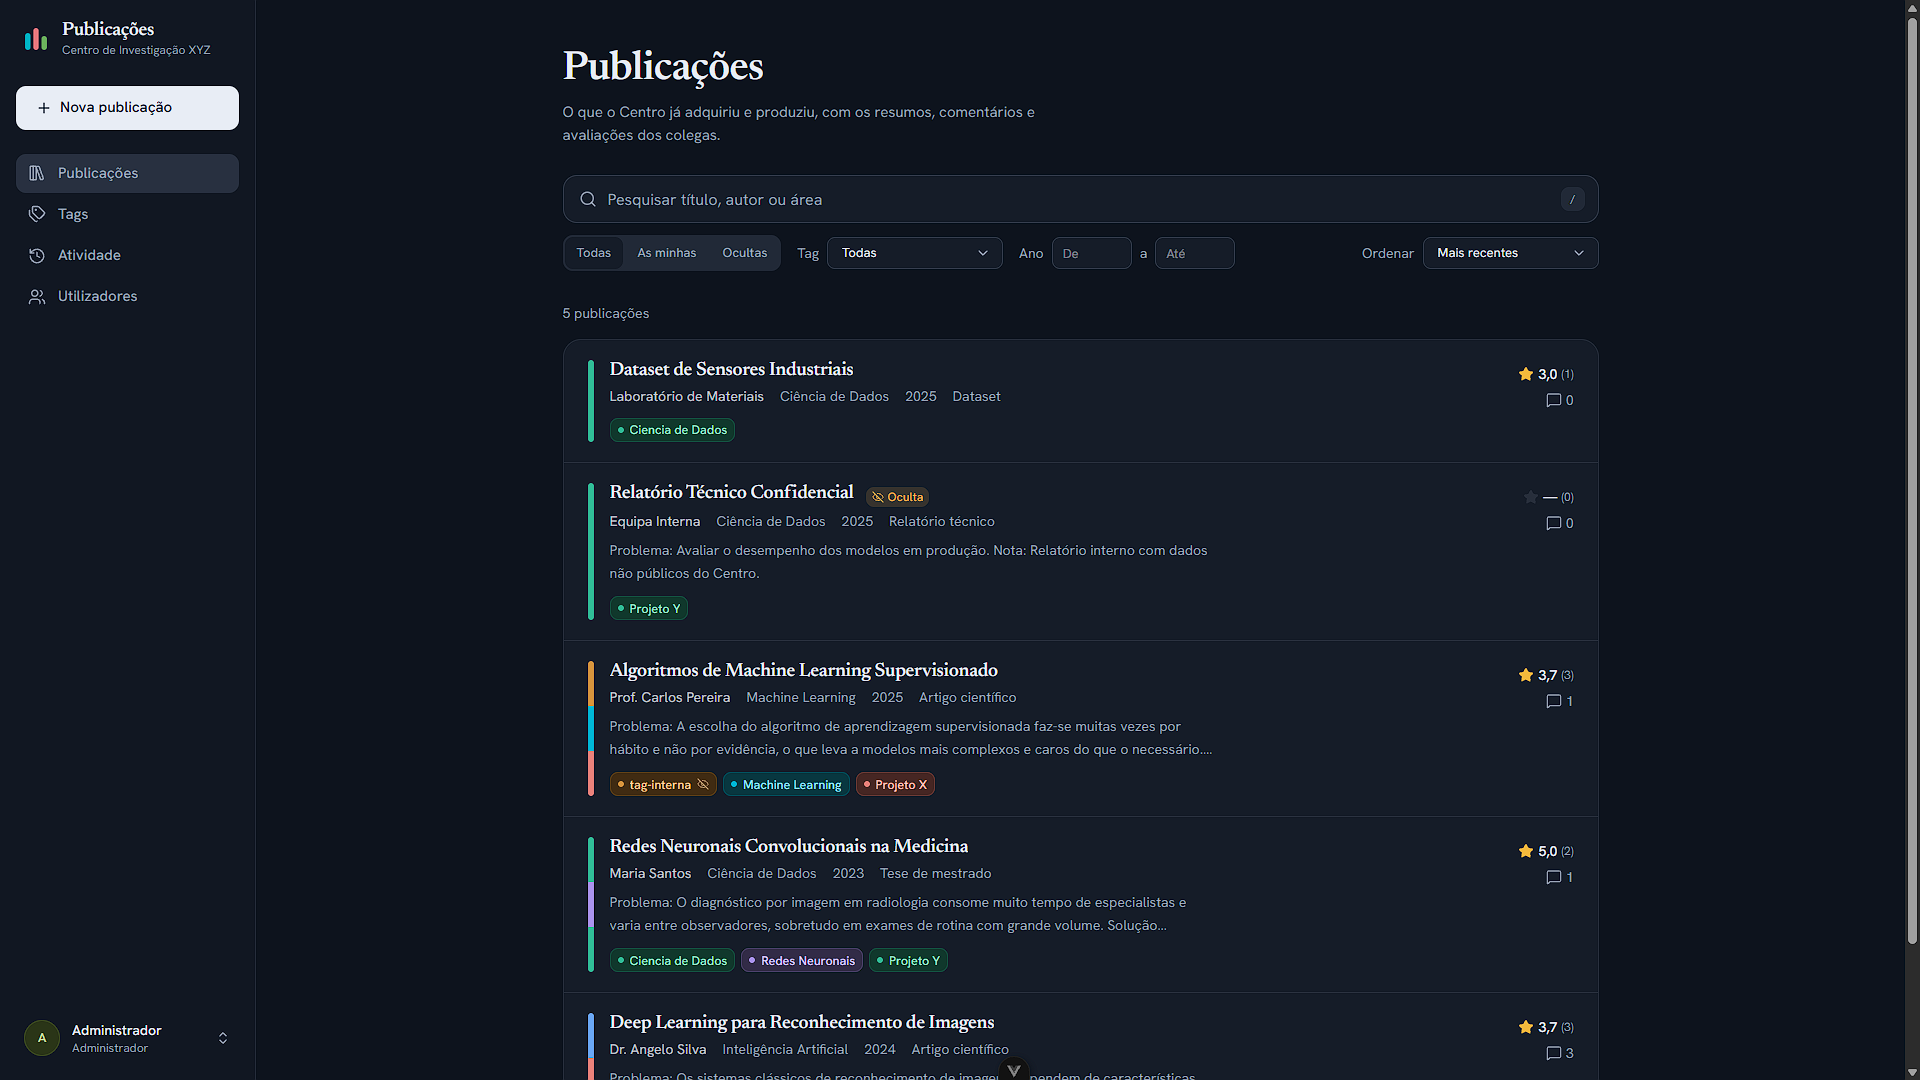 Publicações
Centro de Investigação XYZ
Nova publicação
Publicações
Tags
Atividade
Utilizadores
A
Administrador
Administrador
Publicações
O que o Centro já adquiriu e produziu, com os resumos, comentários e
avaliações dos colegas.
Pesquisar título, autor ou área /
Todas As minhas Ocultas Tag Todas Ano De a Até Ordenar Mais recentes
5 publicações
Dataset de Sensores Industriais
3,0 (1)
Laboratório de Materiais Ciência de Dados 2025 Dataset
0
Ciencia de Dados
Relatório Técnico Confidencial Oculta
— (0)
Equipa Interna Ciência de Dados 2025 Relatório técnico
0
Problema: Avaliar o desempenho dos modelos em produção. Nota: Relatório interno com dados
não públicos do Centro.
Projeto Y
Algoritmos de Machine Learning Supervisionado
3,7 (3)
Prof. Carlos Pereira Machine Learning 2025 Artigo científico
1
Problema: A escolha do algoritmo de aprendizagem supervisionada faz-se muitas vezes por
hábito e não por evidência, o que leva a modelos mais complexos e caros do que o necessário....
tag-interna Machine Learning Projeto X
Redes Neuronais Convolucionais na Medicina
5,0 (2)
Maria Santos Ciência de Dados 2023 Tese de mestrado
1
Problema: O diagnóstico por imagem em radiologia consome muito tempo de especialistas e
varia entre observadores, sobretudo em exames de rotina com grande volume. Solução...
Ciencia de Dados Redes Neuronais Projeto Y
Deep Learning para Reconhecimento de Imagens
3,7 (3)
Dr. Angelo Silva Inteligência Artificial 2024 Artigo científico
3
Problema: Os sistemas clássicos de reconhecimento de de características